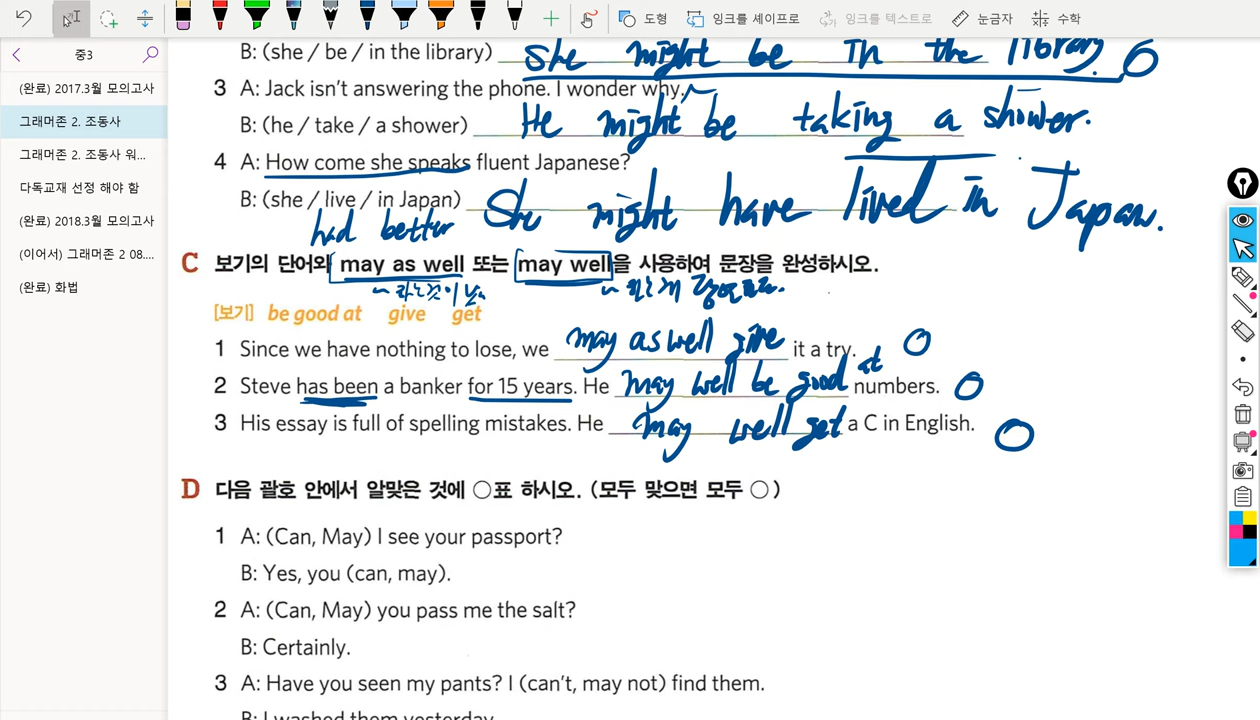 도형 잉크를 셰이프로 잉크를 텍스트로 눈금자 수학
중3
(완료) 2017.3월 모의고사
그래머존 2. 조동사
그래머존 2. 조동사 워...
다독교재 선정 해야 함
(완료) 2018.3월 모의고사
(이어서) 그래머존 2 08....
(완료) 화법
B: (she / be / in the library) She might be in the library.
3 A: Jack isn't answering the phone. I wonder why.
B: (he / take / a shower) He might be taking a shower.
4 A: How come she speaks fluent Japanese?
B: (she / live / in Japan) She might have lived in Japan.
had better
C 보기의 단어와 may as well 또는 may well을 사용하여 문장을 완성하시오.
[보기] be good at give get
1 Since we have nothing to lose, we may as well give it a try.
2 Steve has been a banker for 15 years. He may well be good at numbers.
3 His essay is full of spelling mistakes. He may well get a C in English.
D 다음 괄호 안에서 알맞은 것에 ○표 하시오. (모두 맞으면 모두 ○)
1 A: (Can, May) I see your passport?
B: Yes, you (can, may).
2 A: (Can, May) you pass me the salt?
B: Certainly.
3 A: Have you seen my pants? I (can't, may not) find them.
B: I washed them yesterday.